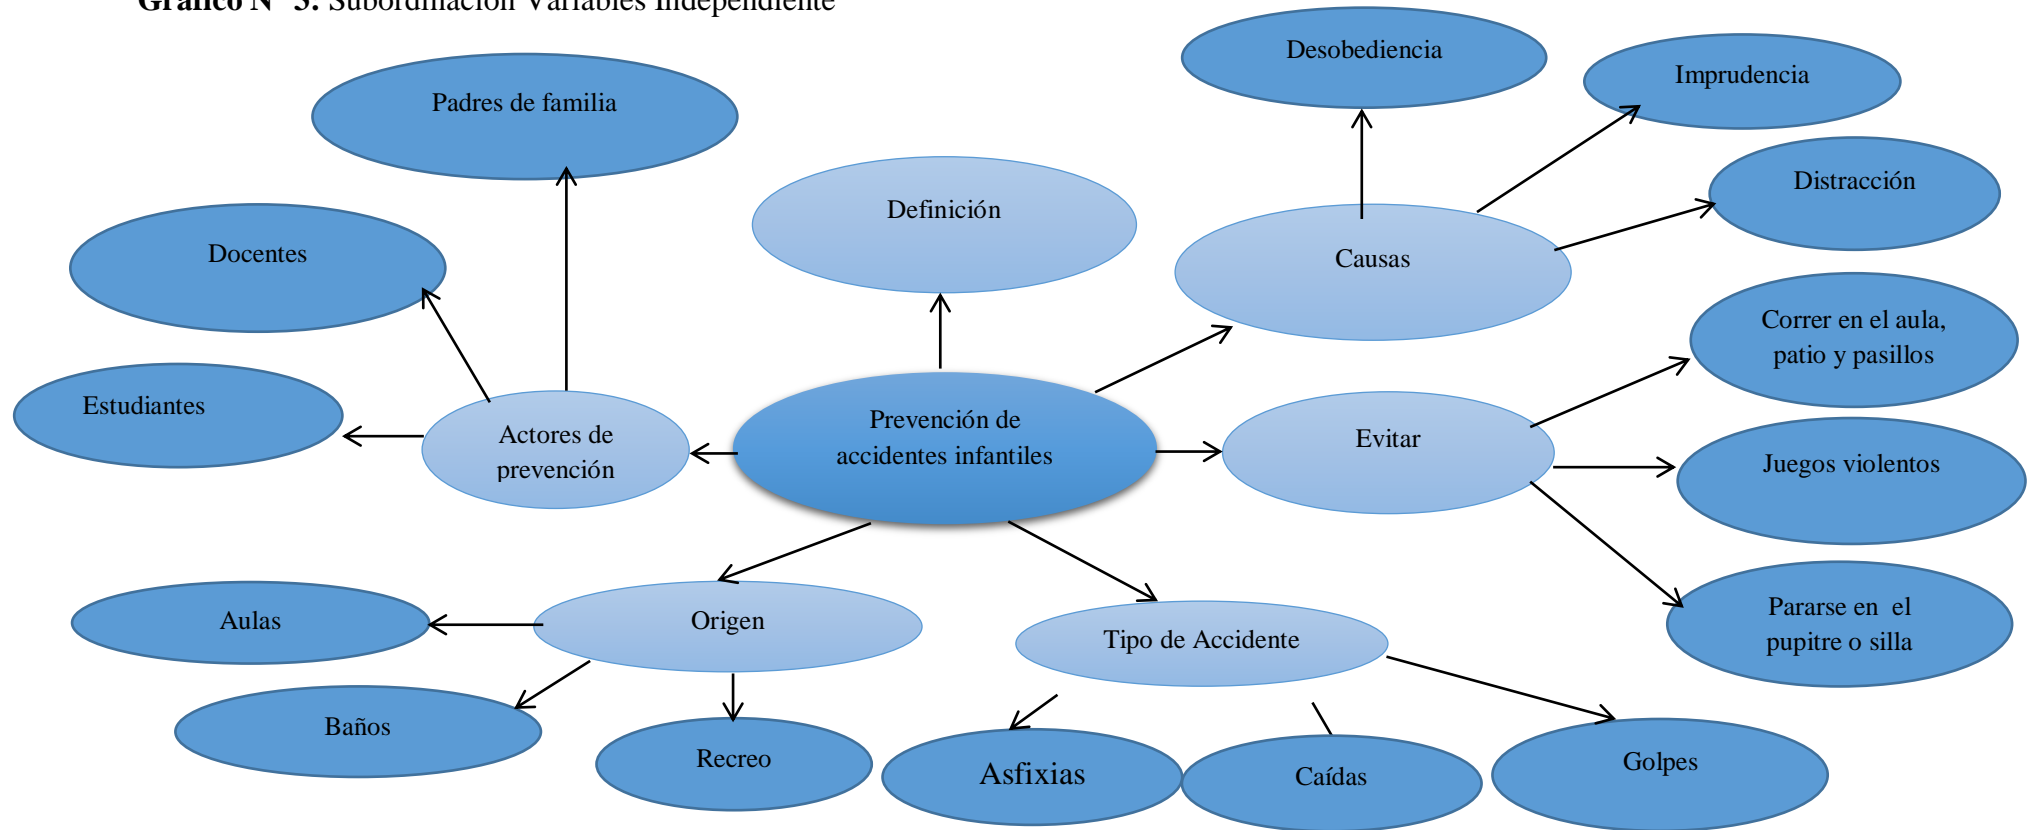 Gráfico N° 3: Subordinación Variables Independiente
Desobediencia
Imprudencia
Padres de familia
Distracción
Definición
Docentes
Causas
Correr en el aula,
patio y pasillos
Estudiantes
Actores de
prevención
Prevención de
accidentes infantiles
Evitar
Juegos violentos
Aulas
Origen
Tipo de Accidente
Pararse en el
pupitre o silla
Baños
Recreo
Asfixias
Caídas
Golpes